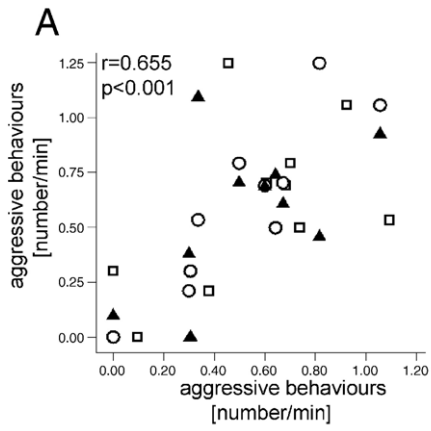 A
r=0.655
p<0.001
aggressive behaviours
[number/min]
1.25
1.00
0.75
0.50
0.25
0.00
0.00 0.20 0.40 0.60 0.80 1.00 1.20
aggressive behaviours
[number/min]